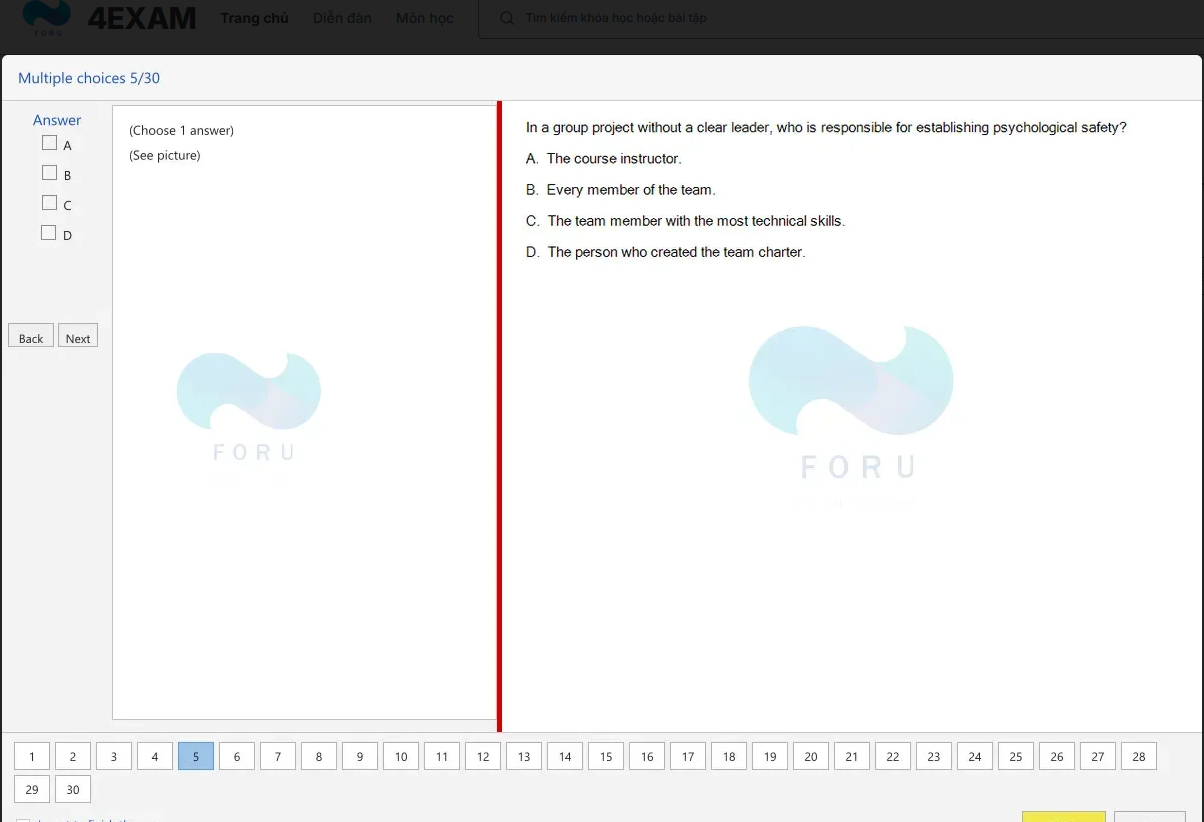 FORU
4EXAM Trang chủ Diễn đàn Môn học Tìm kiếm khóa học hoặc bài tập
Multiple choices 5/30
Answer
A
B
C
D
Back Next
(Choose 1 answer)
(See picture)
FORU
In a group project without a clear leader, who is responsible for establishing psychological safety?
A. The course instructor.
B. Every member of the team.
C. The team member with the most technical skills.
D. The person who created the team charter.
FORU
1 2 3 4 5 6 7 8 9 10 11 12 13 14 15 16 17 18 19 20 21 22 23 24 25 26 27 28
29 30